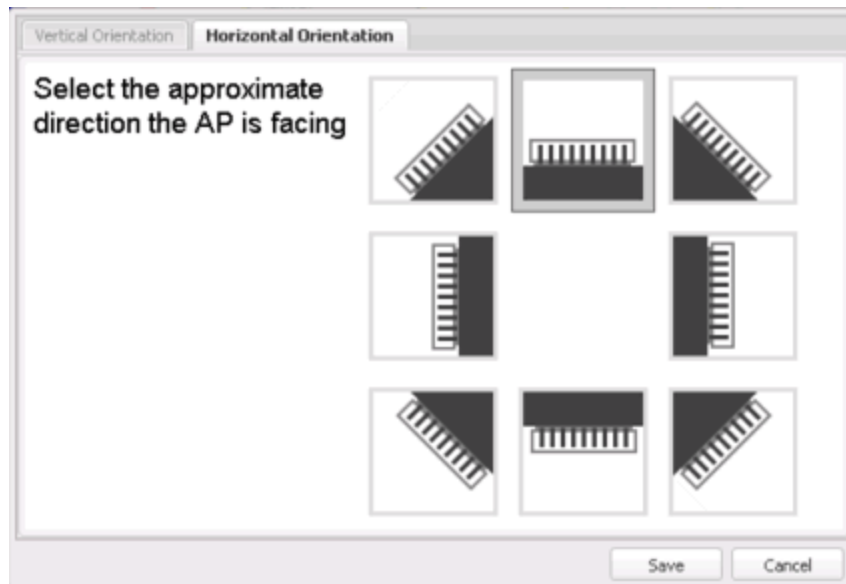 Vertical Orientation
Horizontal Orientation
Select the approximate
direction the AP is facing
Save
Cancel